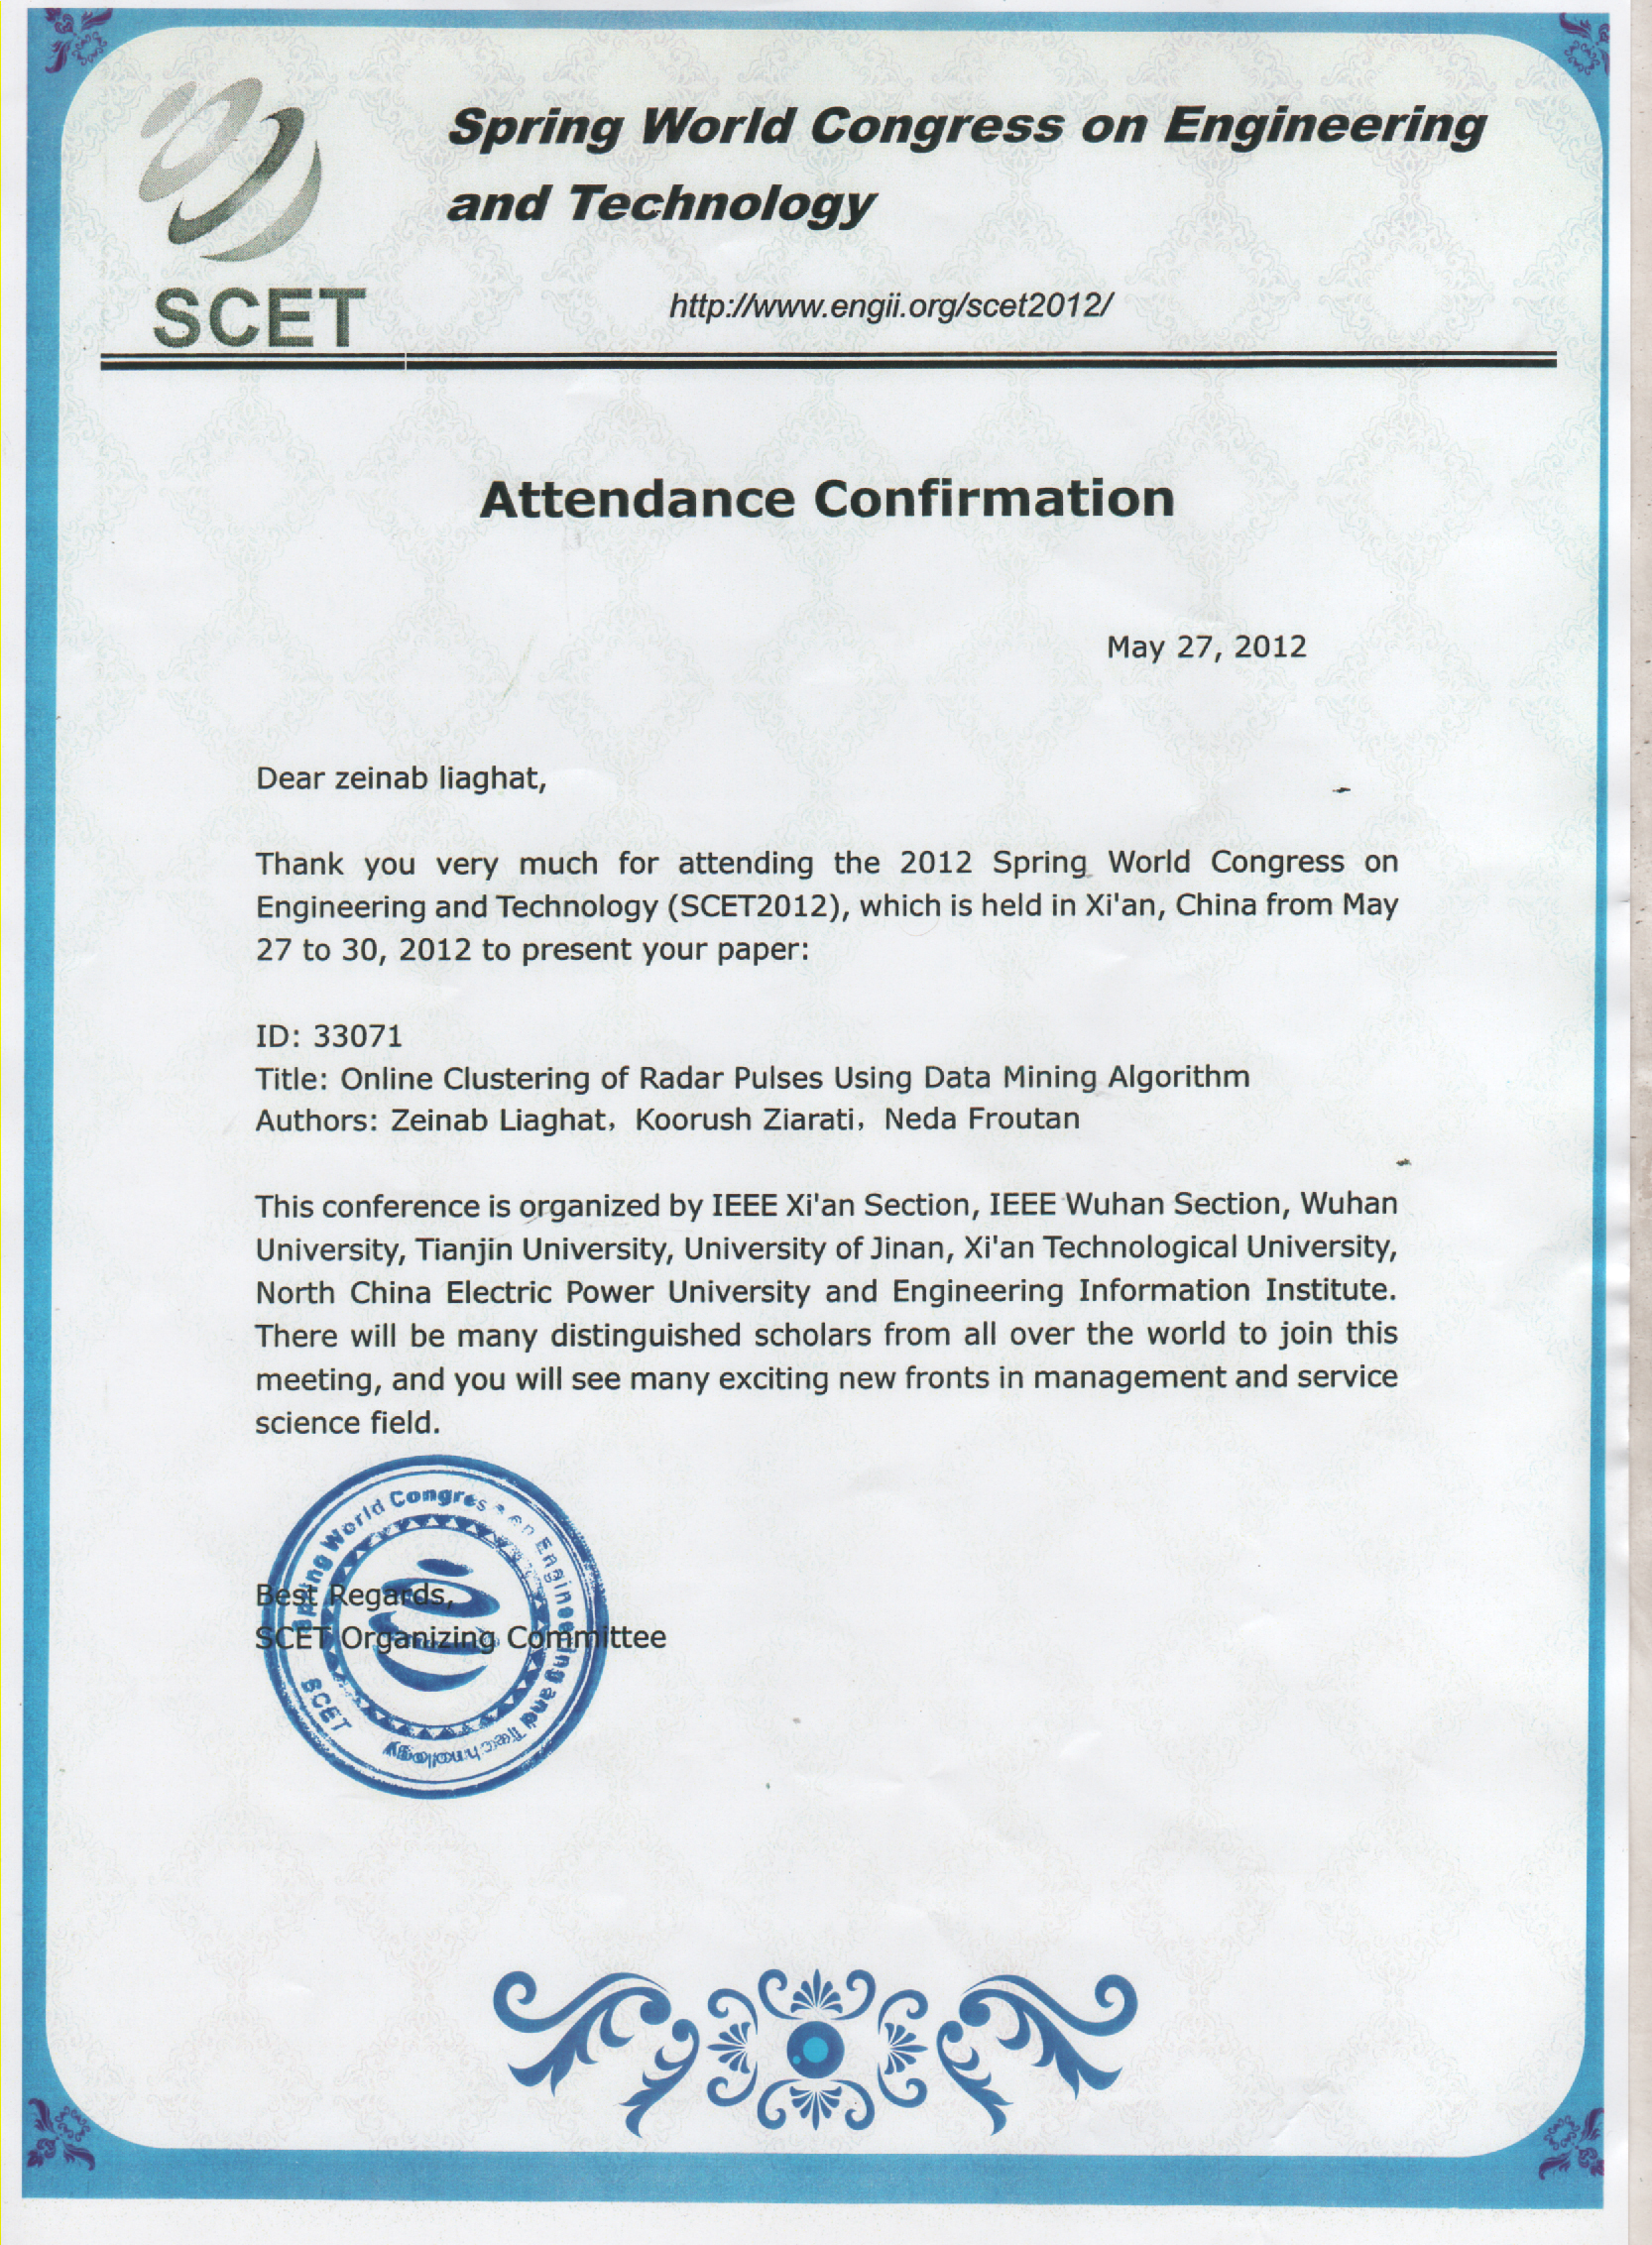 Spring World Congress on Engineering
and Technology
SCET
http://www.engii.org/scet2012/
Attendance Confirmation
May 27, 2012
Dear zeinab liaghat,
Thank you very much for attending the 2012 Spring World Congress on
Engineering and Technology (SCET2012), which is held in Xi'an, China from May
27 to 30, 2012 to present your paper:
ID: 33071
Title: Online Clustering of Radar Pulses Using Data Mining Algorithm
Authors: Zeinab Liaghat，Koorush Ziarati，Neda Froutan
This conference is organized by IEEE Xi'an Section, IEEE Wuhan Section, Wuhan
University, Tianjin University, University of Jinan, Xi'an Technological University,
North China Electric Power University and Engineering Information Institute.
There will be many distinguished scholars from all over the world to join this
meeting, and you will see many exciting new fronts in management and service
science field.
Best Regards,
SCET Organizing Committee
Spring World Congress on Engineering and Technology
SCET